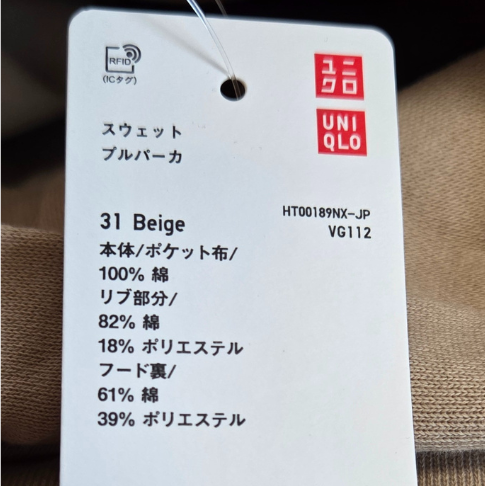 RFID
(ICタグ)
ユニ
クロ
UNI
QLO
スウェット
プルパーカ
31 Beige
HT00189NX-JP
VG112
本体/ポケット布/
100% 綿
リブ部分/
82% 綿
18% ポリエステル
フード裏/
61% 綿
39% ポリエステル